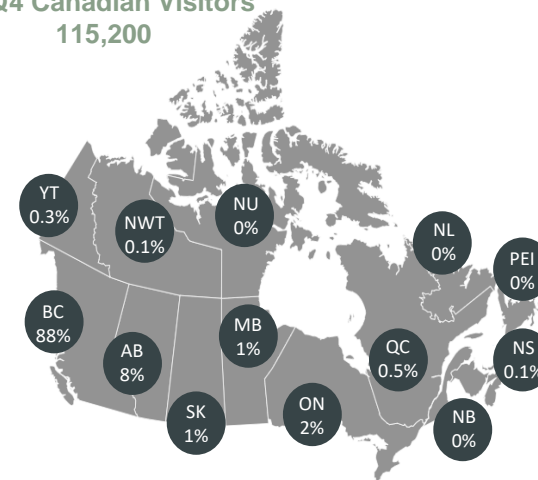 Q4 Canadian Visitors
115,200
YT
0.3%
NWT
0.1%
NU
0%
NL
0%
PEI
0%
BC
88%
AB
8%
MB
1%
QC
0.5%
NS
0.1%
SK
1%
ON
2%
NB
0%